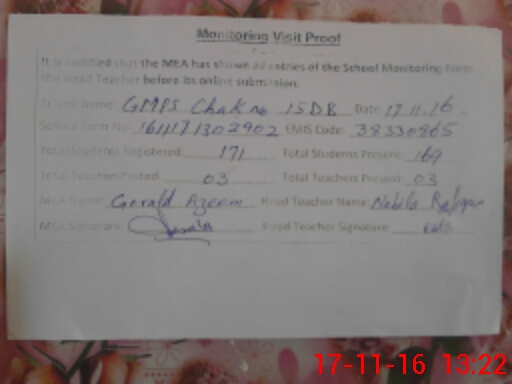 Monitoring Visit Proof
It is certified that the MEA has shown all entries of the School Monitoring Form
the Head Teacher before its online submission.
School Name: GMPS Chak no 15DB Date: 17.11.16
School Form No: EMIS Code: 38330865
Total Students Registered: 171 Total Students Present: 169
Total Teachers Posted: 03 Total Teachers Present: 03
MEA Name: Gerald Azeem Head Teacher Name: Nabila Rafique
MEA Signature: Head Teacher Signature:
17-11-16 13:22